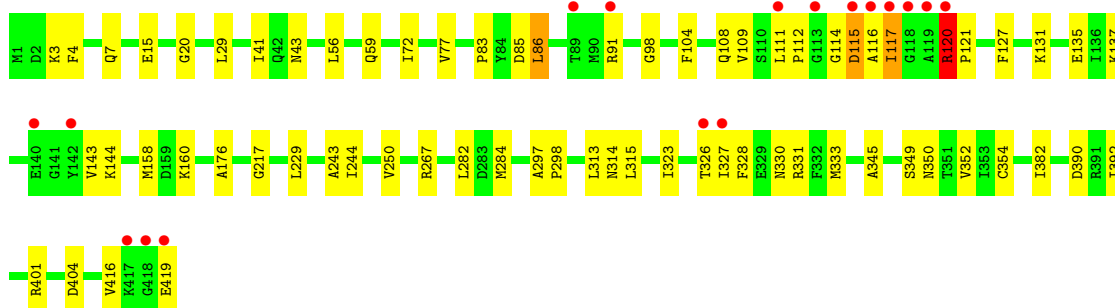 M1 D2 K3 F4 Q7 E15 G20 L29 I41 Q42 N43 L56 Q59 I72 V77 P83 Y84 D85 L86 T89 M90 R91 G98 F104 Q108 V109 S110 L111 P112 G113 G114 D115 A116 I117 G118 A119 R120 P121 F127 K131 E135 I136 K137
E140 G141 Y142 V143 K144 M158 D159 K160 A176 G217 L229 A243 I244 V250 R267 L282 D283 M284 A297 P298 L313 N314 L315 I323 T326 I327 F328 E329 N330 R331 F332 M333 A345 S349 N350 T351 V352 I353 C354 I382 D390 R391
R401 D404 V416 K417 G418 E419